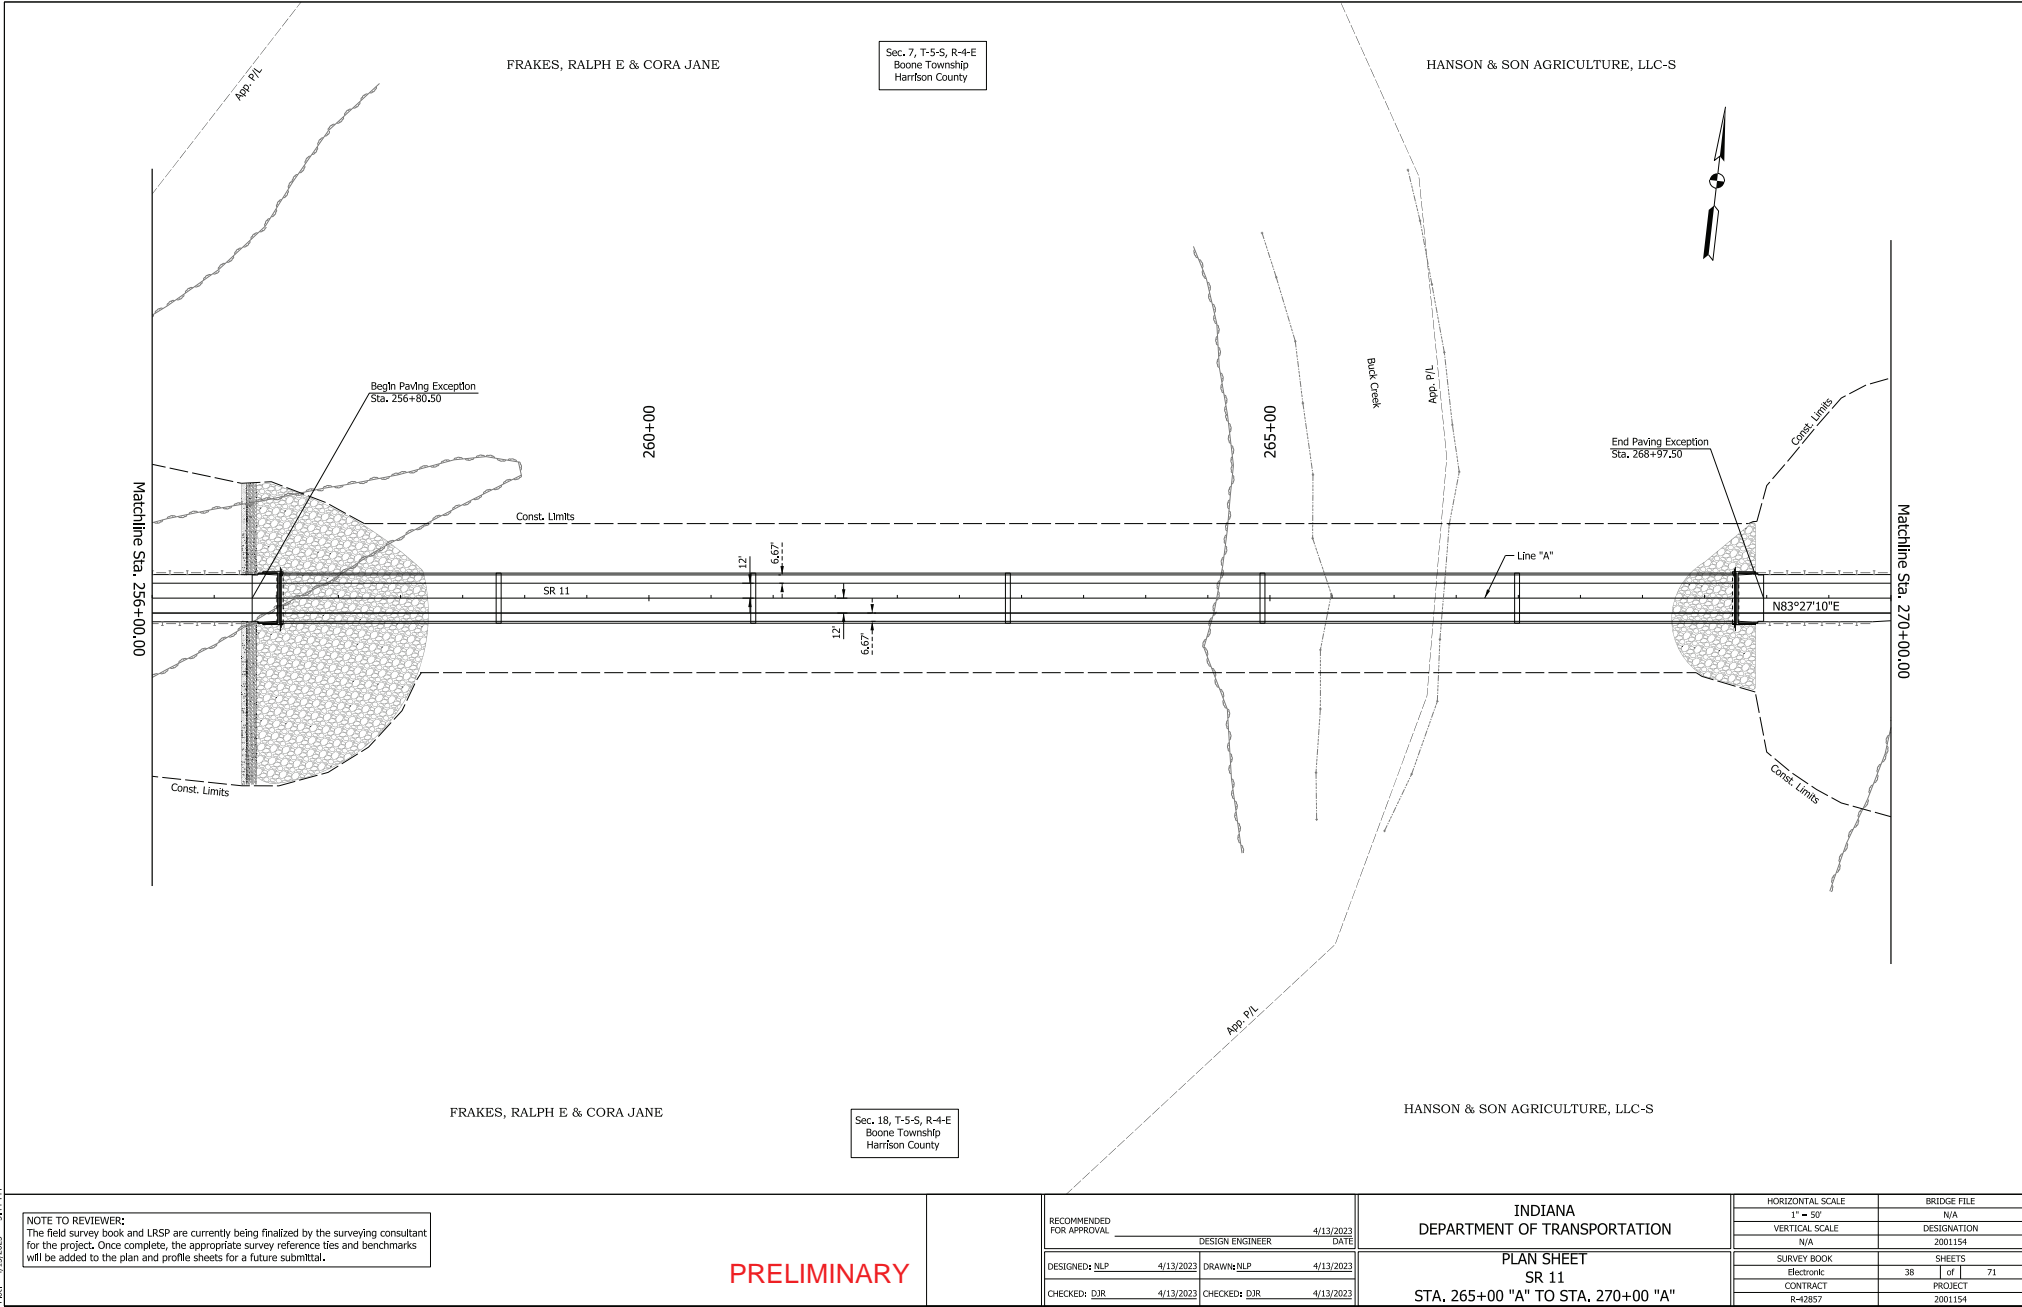 FRAKES, RALPH E & CORA JANE
Sec. 7, T-5-S, R-4-E
Boone Township
Harrison County
HANSON & SON AGRICULTURE, LLC-S
App. P/L
Begin Paving Exception
Sta. 256+80.50
260+00
265+00
Buck Creek
App. P/L
End Paving Exception
Sta. 268+97.50
Const. Limits
Matchline Sta. 256+00.00
Const. Limits
Matchline Sta. 270+00.00
12'
6.67'
Line "A"
SR 11
N83°27'10"E
12'
6.67'
Const. Limits
Const. Limits
App. P/L
FRAKES, RALPH E & CORA JANE
Sec. 18, T-5-S, R-4-E
Boone Township
Harrison County
HANSON & SON AGRICULTURE, LLC-S
NOTE TO REVIEWER:
The field survey book and LRSP are currently being finalized by the surveying consultant
for the project. Once complete, the appropriate survey reference ties and benchmarks
will be added to the plan and profile sheets for a future submittal.
PRELIMINARY
RECOMMENDED
FOR APPROVAL
4/13/2023
DESIGN ENGINEER DATE
DESIGNED: NLP 4/13/2023 DRAWN: NLP 4/13/2023
CHECKED: DJR 4/13/2023 CHECKED: DJR 4/13/2023
INDIANA
DEPARTMENT OF TRANSPORTATION
PLAN SHEET
SR 11
STA. 265+00 "A" TO STA. 270+00 "A"
HORIZONTAL SCALE BRIDGE FILE
1" = 50' N/A
VERTICAL SCALE DESIGNATION
N/A 2001154
SURVEY BOOK SHEETS
Electronic 38 of 71
CONTRACT PROJECT
R-42857 2001154